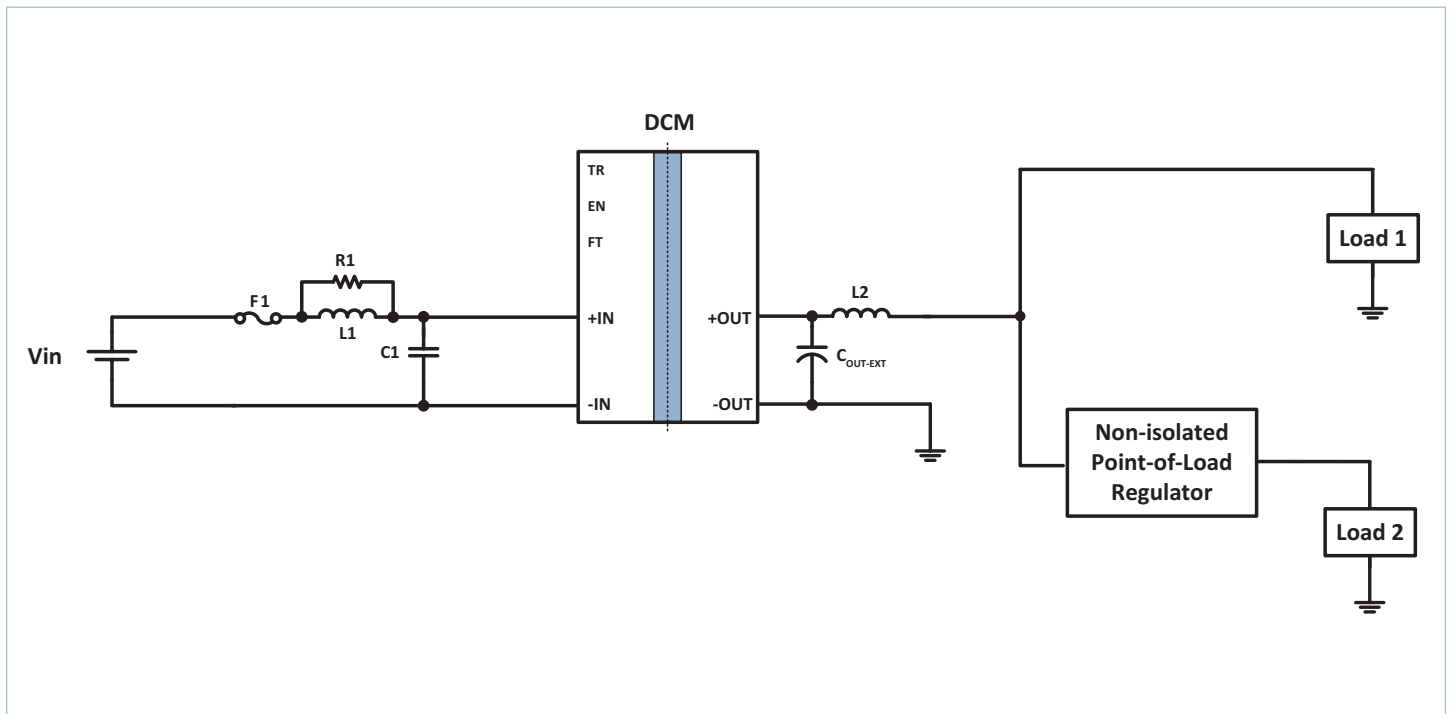 DCM
TR
EN
FT
R1
F1
L1
C1
Vin
+IN
-IN
+OUT
-OUT
L2
COUT-EXT
Load 1
Non-isolated
Point-of-Load
Regulator
Load 2